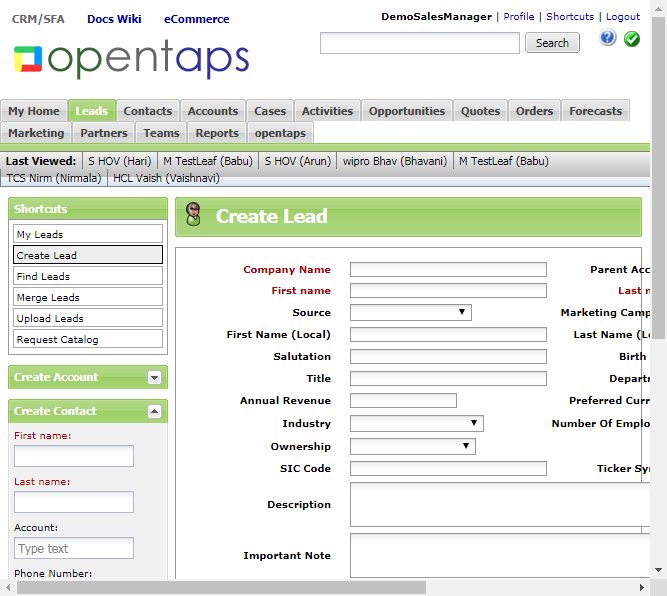 CRM/SFA Docs Wiki eCommerce
DemoSalesManager | Profile | Shortcuts | Logout
opentaps
Search
My Home Leads Contacts Accounts Cases Activities Opportunities Quotes Orders Forecasts
Marketing Partners Teams Reports opentaps
Last Viewed: S HOV (Hari) M TestLeaf (Babu) S HOV (Arun) wipro Bhav (Bhavani) M TestLeaf (Babu)
TCS Nirm (Nirmala) HCL Vaish (Vaishnavi)
Shortcuts
My Leads
Create Lead
Find Leads
Merge Leads
Upload Leads
Request Catalog
Create Account
Create Contact
First name:
Last name:
Account:
Type text
Phone Number:
Create Lead
Company Name Parent Acc
First name Last n
Source Marketing Camp
First Name (Local) Last Name (Lo
Salutation Birth
Title Depart
Annual Revenue Preferred Curr
Industry Number Of Emplo
Ownership
SIC Code Ticker Sy
Description
Important Note